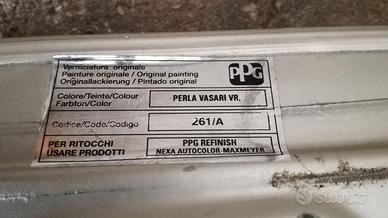 Verniciatura originale
Peinture originale / Original painting
Originallackierung / Pintado original
PPG
Colore/Teinte/Colour
Farbton/Color
PERLA VASARI VR.
Codice/Code/Codigo
261/A
PER RITOCCHI
USARE PRODOTTI
PPG REFINISH
NEXA AUTOCOLOR-MAXMEYER
subito